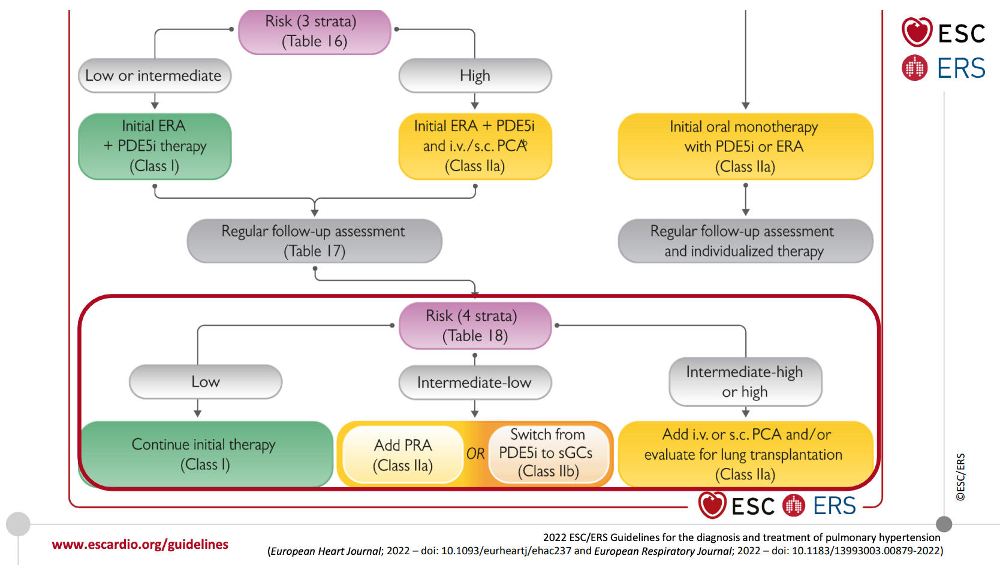 Risk (3 strata)
(Table 16)
Low or intermediate
High
Initial ERA
+ PDE5i therapy
(Class I)
Initial ERA + PDE5i
and i.v./s.c. PCAᵇ
(Class IIa)
Initial oral monotherapy
with PDE5i or ERA
(Class IIa)
Regular follow-up assessment
(Table 17)
Regular follow-up assessment
and individualized therapy
Risk (4 strata)
(Table 18)
Low
Intermediate-low
Intermediate-high
or high
Continue initial therapy
(Class I)
Add PRA
(Class IIa)
OR
Switch from
PDE5i to sGCs
(Class IIb)
Add i.v. or s.c. PCA and/or
evaluate for lung transplantation
(Class IIa)
ESC ERS
ESC
ERS
©ESC/ERS
www.escardio.org/guidelines
2022 ESC/ERS Guidelines for the diagnosis and treatment of pulmonary hypertension
(European Heart Journal; 2022 – doi: 10.1093/eurheartj/ehac237 and European Respiratory Journal; 2022 – doi: 10.1183/13993003.00879-2022)